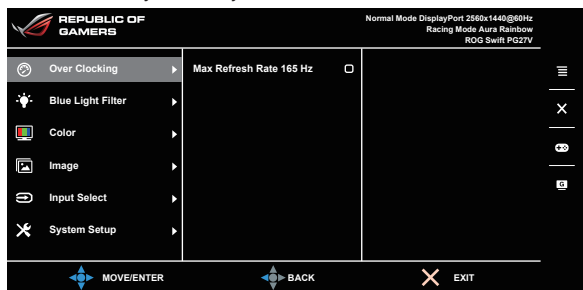 REPUBLIC OF
GAMERS
Normal Mode DisplayPort 2560x1440@60Hz
Racing Mode Aura Rainbow
ROG Swift PG27V
Over Clocking
Max Refresh Rate 165 Hz
Blue Light Filter
Color
Image
Input Select
System Setup
G
MOVE/ENTER
BACK
EXIT